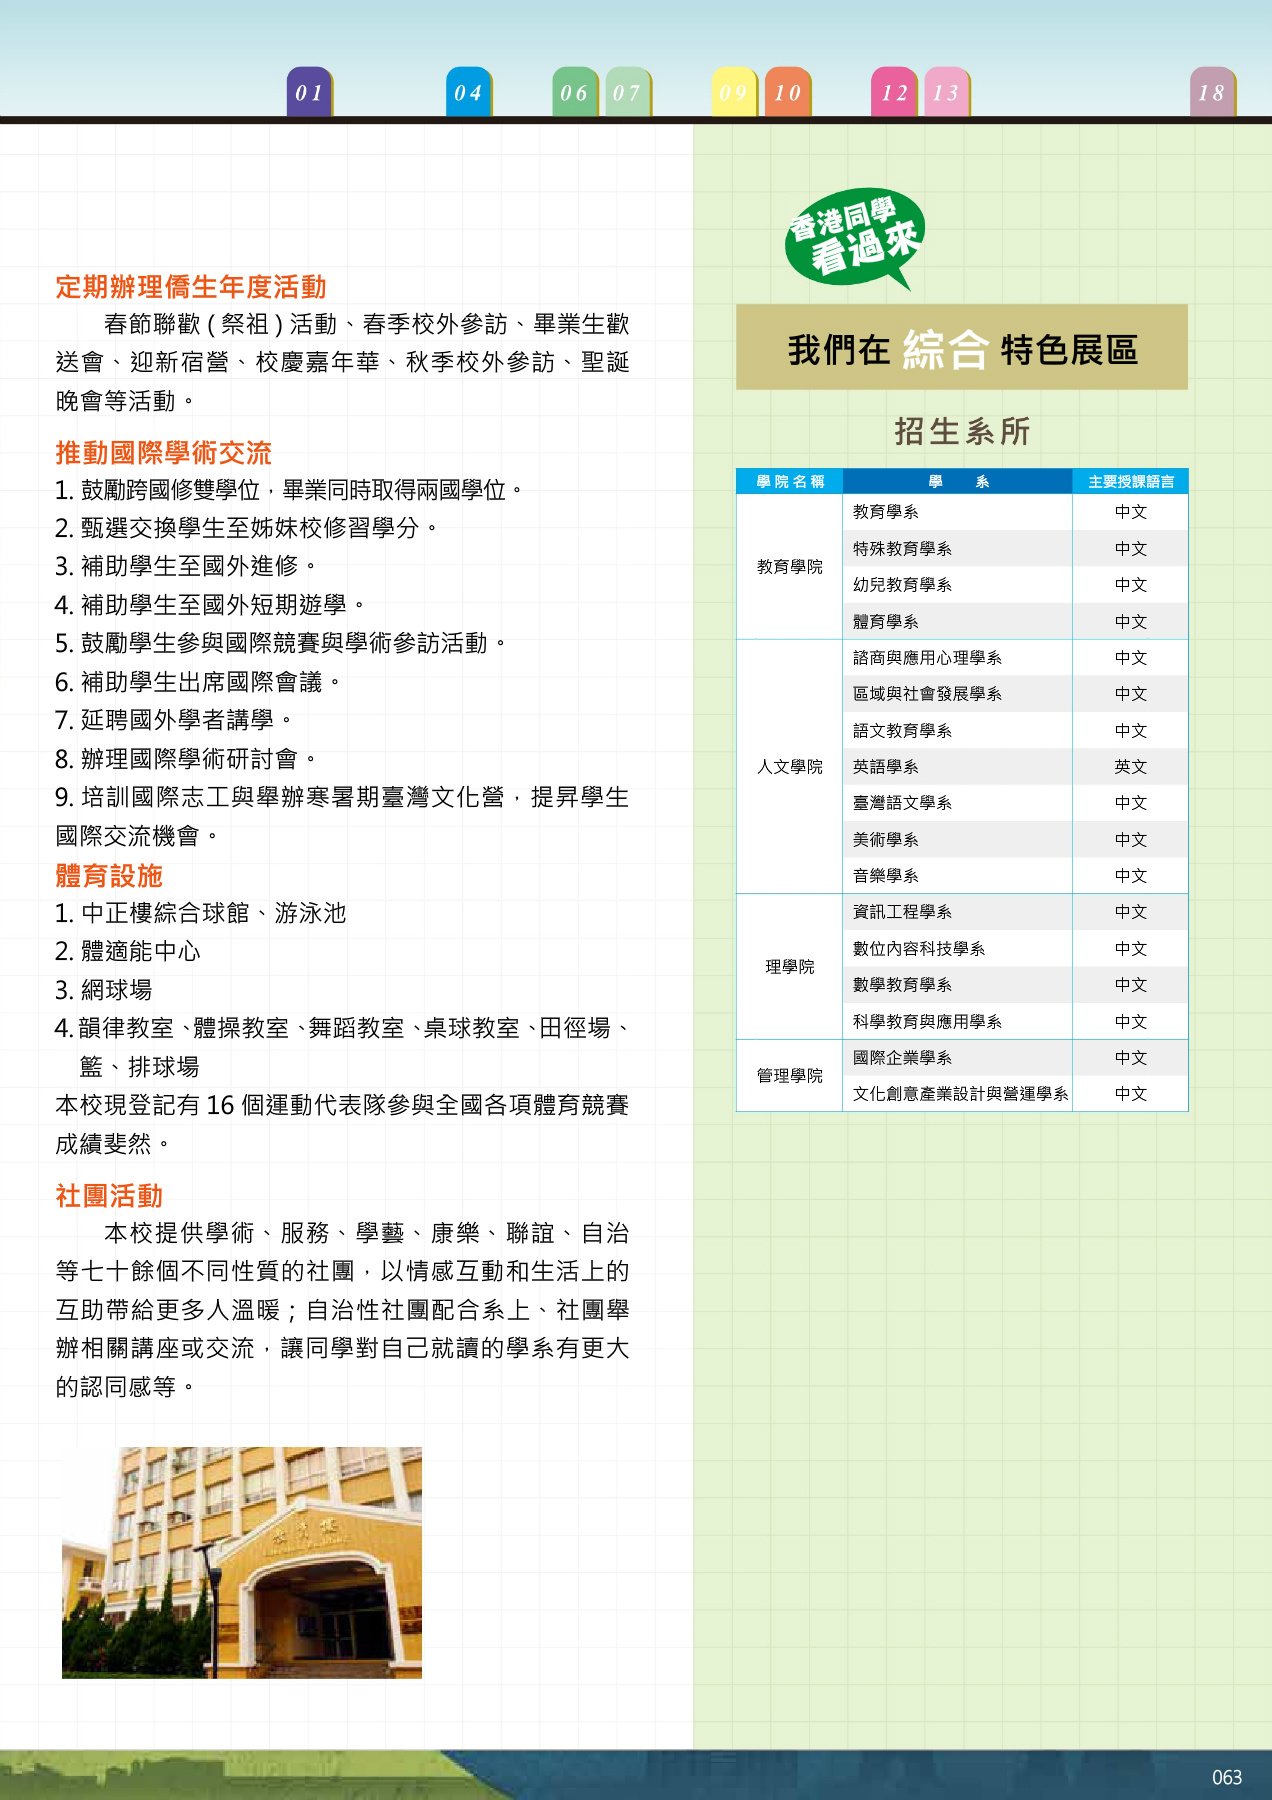 01 04 06 07 09 10 12 13 18
定期辦理僑生年度活動
春節聯歡(祭祖)活動、春季校外參訪、畢業生歡
送會、迎新宿營、校慶嘉年華、秋季校外參訪、聖誕
晚會等活動。
推動國際學術交流
1. 鼓勵跨國修雙學位，畢業同時取得兩國學位。
2. 甄選交換學生至姊妹校修習學分。
3. 補助學生至國外進修。
4. 補助學生至國外短期遊學。
5. 鼓勵學生參與國際競賽與學術參訪活動。
6. 補助學生出席國際會議。
7. 延聘國外學者講學。
8. 辦理國際學術研討會。
9. 培訓國際志工與舉辦寒暑期臺灣文化營，提昇學生
國際交流機會。
體育設施
1. 中正樓綜合球館、游泳池
2. 體適能中心
3. 網球場
4. 韻律教室、體操教室、舞蹈教室、桌球教室、田徑場、
籃、排球場
本校現登記有 16 個運動代表隊參與全國各項體育競賽
成績斐然。
社團活動
本校提供學術、服務、學藝、康樂、聯誼、自治
等七十餘個不同性質的社團，以情感互動和生活上的
互助帶給更多人溫暖；自治性社團配合系上、社團舉
辦相關講座或交流，讓同學對自己就讀的學系有更大
的認同感等。
香港同學
看過來
我們在 綜合 特色展區
招生系所
學院名稱 學 系 主要授課語言
教育學院
教育學系 中文
特殊教育學系 中文
幼兒教育學系 中文
體育學系 中文
人文學院
諮商與應用心理學系 中文
區域與社會發展學系 中文
語文教育學系 中文
英語學系 英文
臺灣語文學系 中文
美術學系 中文
音樂學系 中文
理學院
資訊工程學系 中文
數位內容科技學系 中文
數學教育學系 中文
科學教育與應用學系 中文
管理學院
國際企業學系 中文
文化創意產業設計與營運學系 中文
063